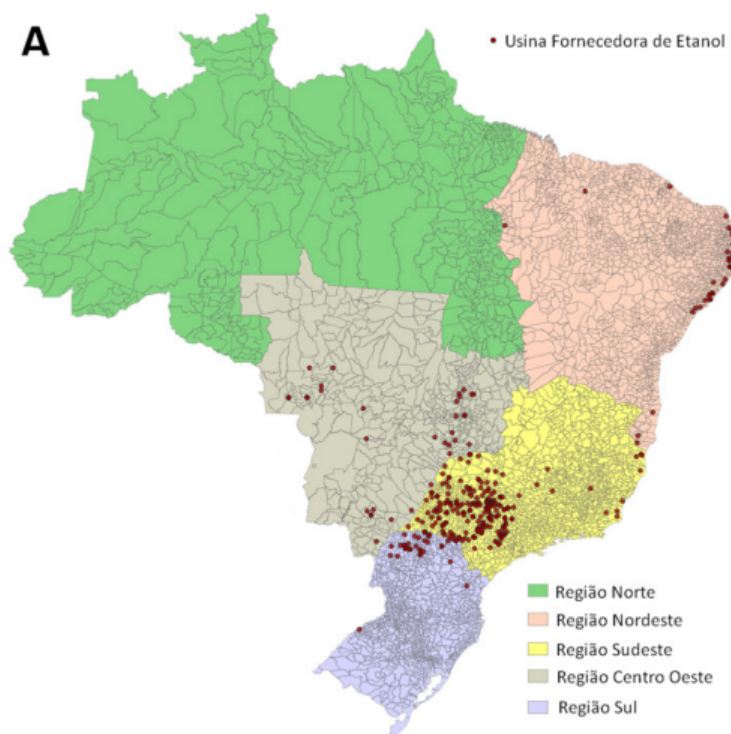 A
Usina Fornecedora de Etanol
Região Norte
Região Nordeste
Região Sudeste
Região Centro Oeste
Região Sul